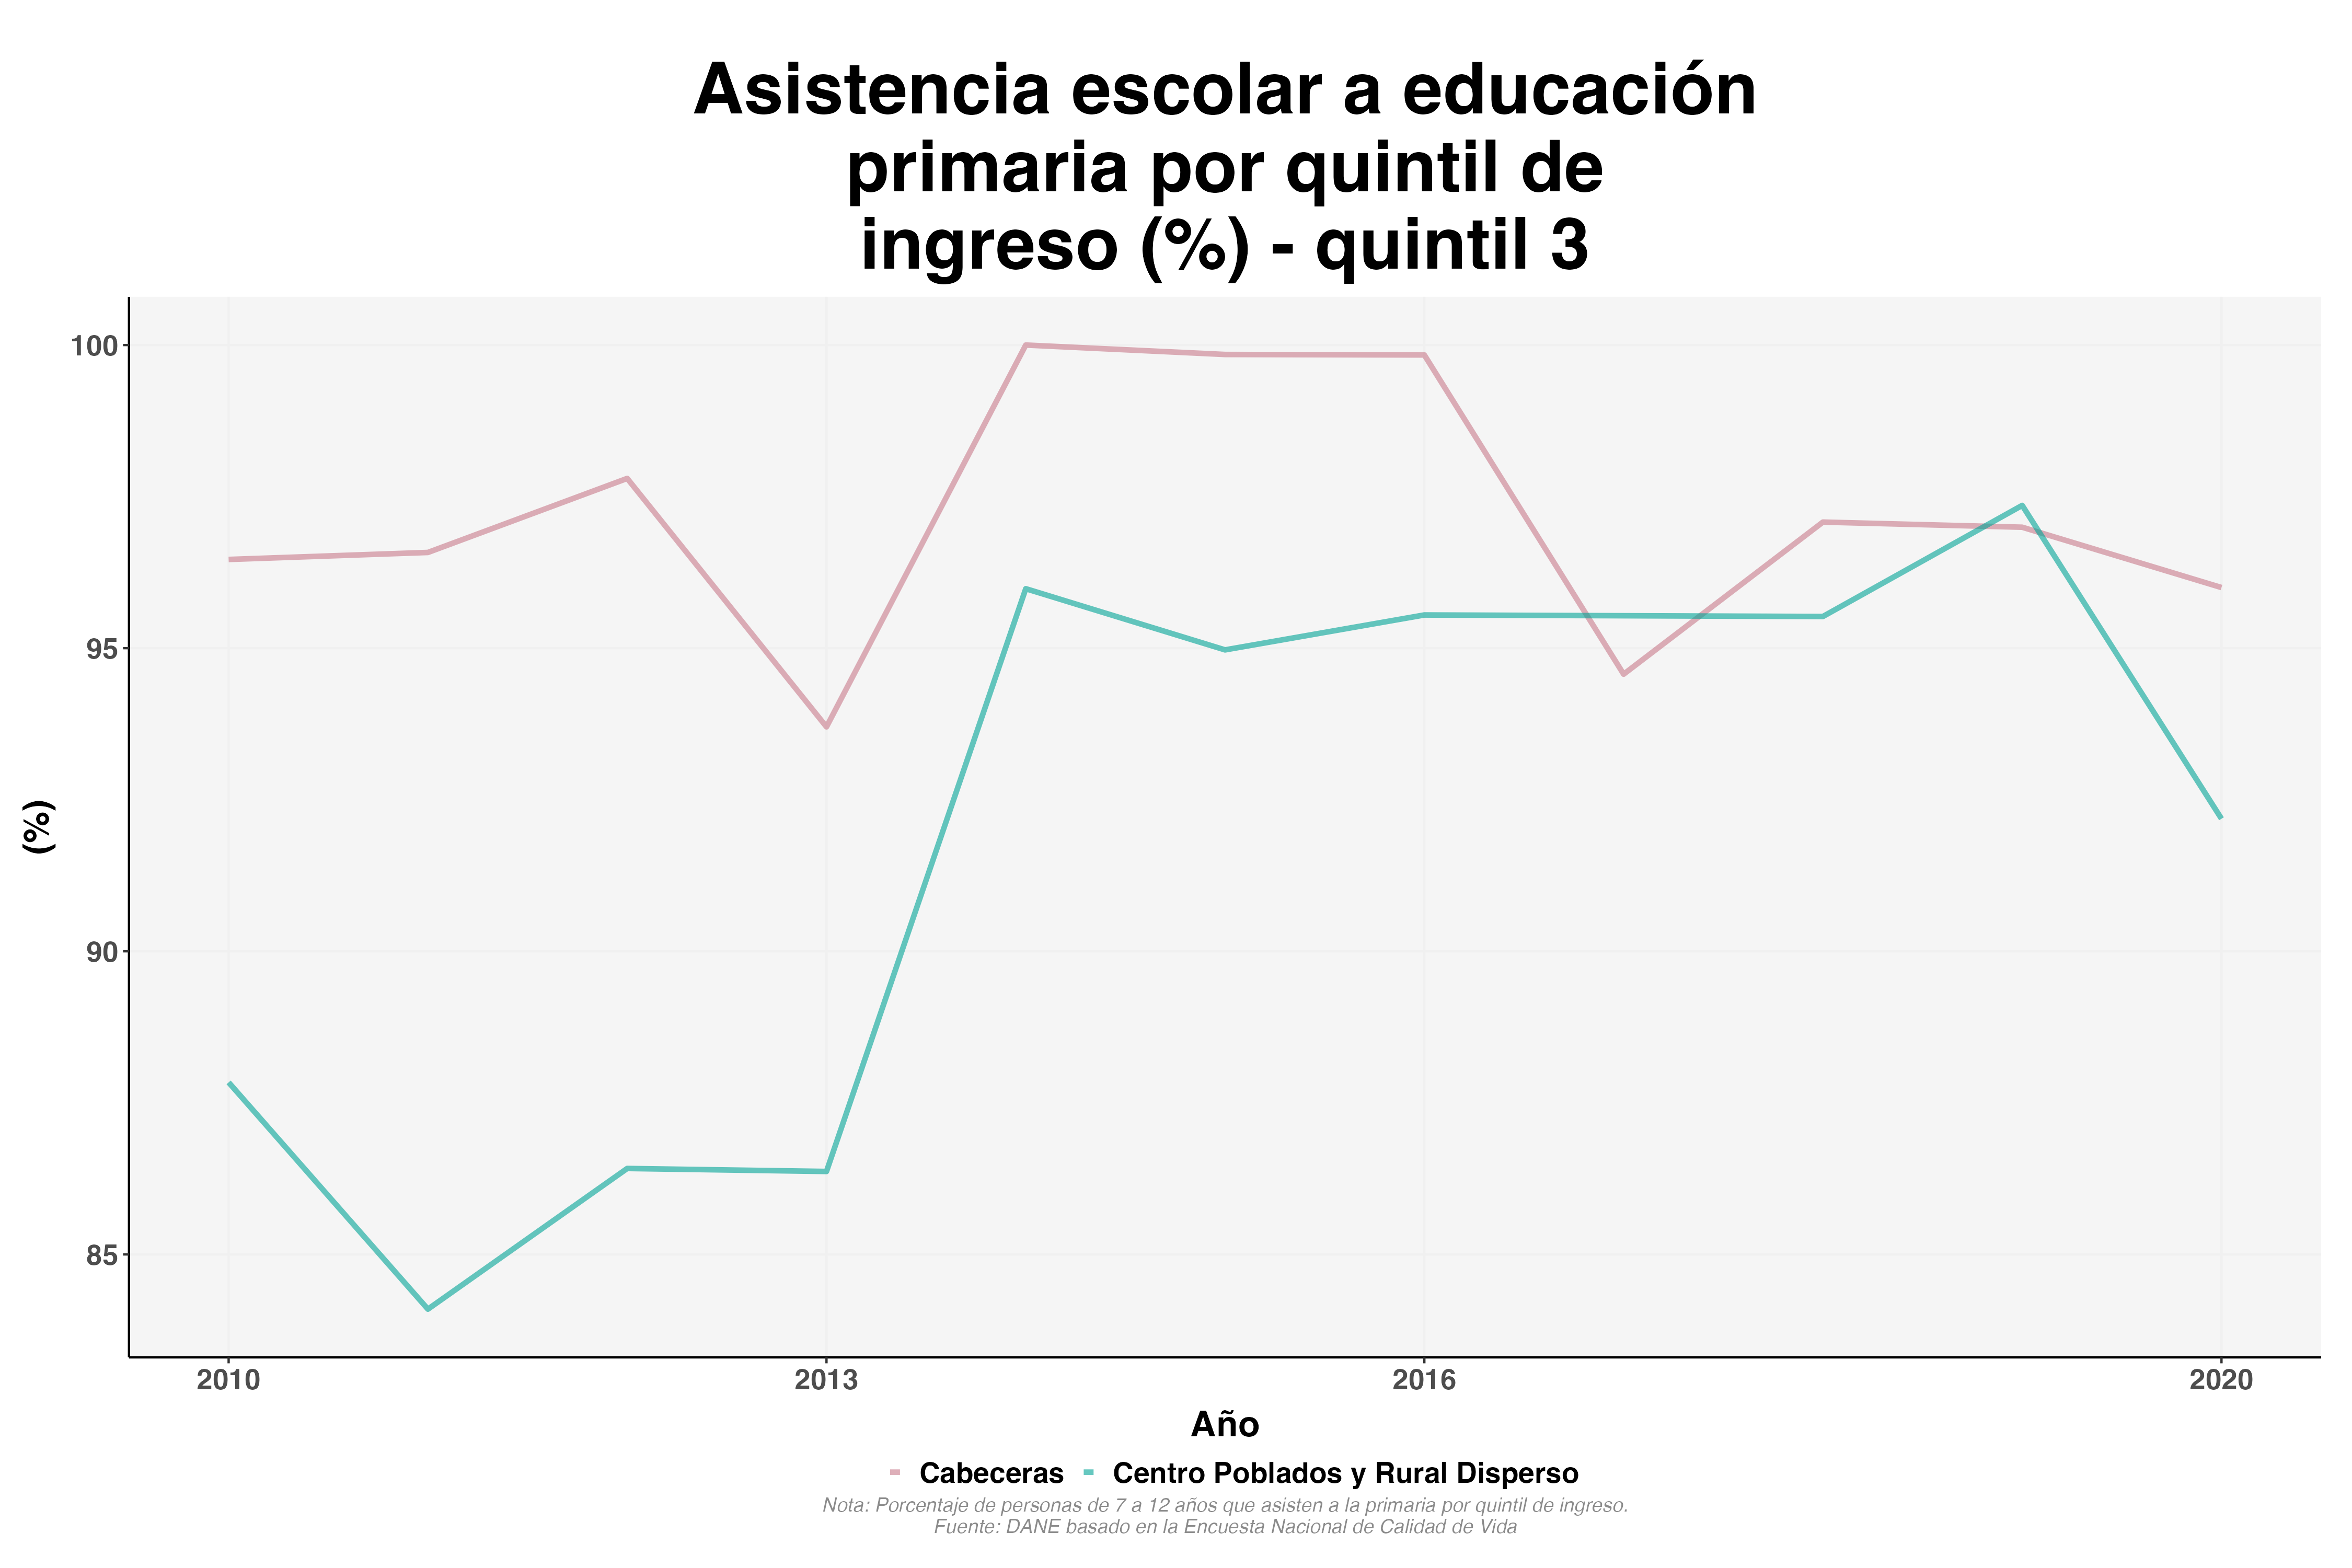 Asistencia escolar a educación
primaria por quintil de
ingreso (%) - quintil 3
100
95
90
85
(%)
2010 2013 2016 2020
Año
Cabeceras Centro Poblados y Rural Disperso
Nota: Porcentaje de personas de 7 a 12 años que asisten a la primaria por quintil de ingreso.
Fuente: DANE basado en la Encuesta Nacional de Calidad de Vida